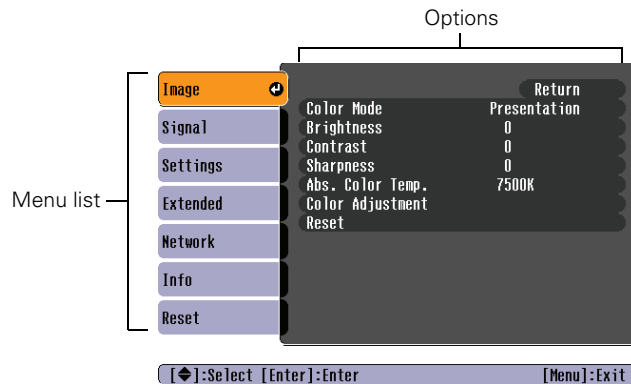 Options
Menu list
Image
Signal
Settings
Extended
Network
Info
Reset
Return
Color Mode Presentation
Brightness 0
Contrast 0
Sharpness 0
Abs. Color Temp. 7500K
Color Adjustment
Reset
[◆]:Select [Enter]:Enter [Menu]:Exit